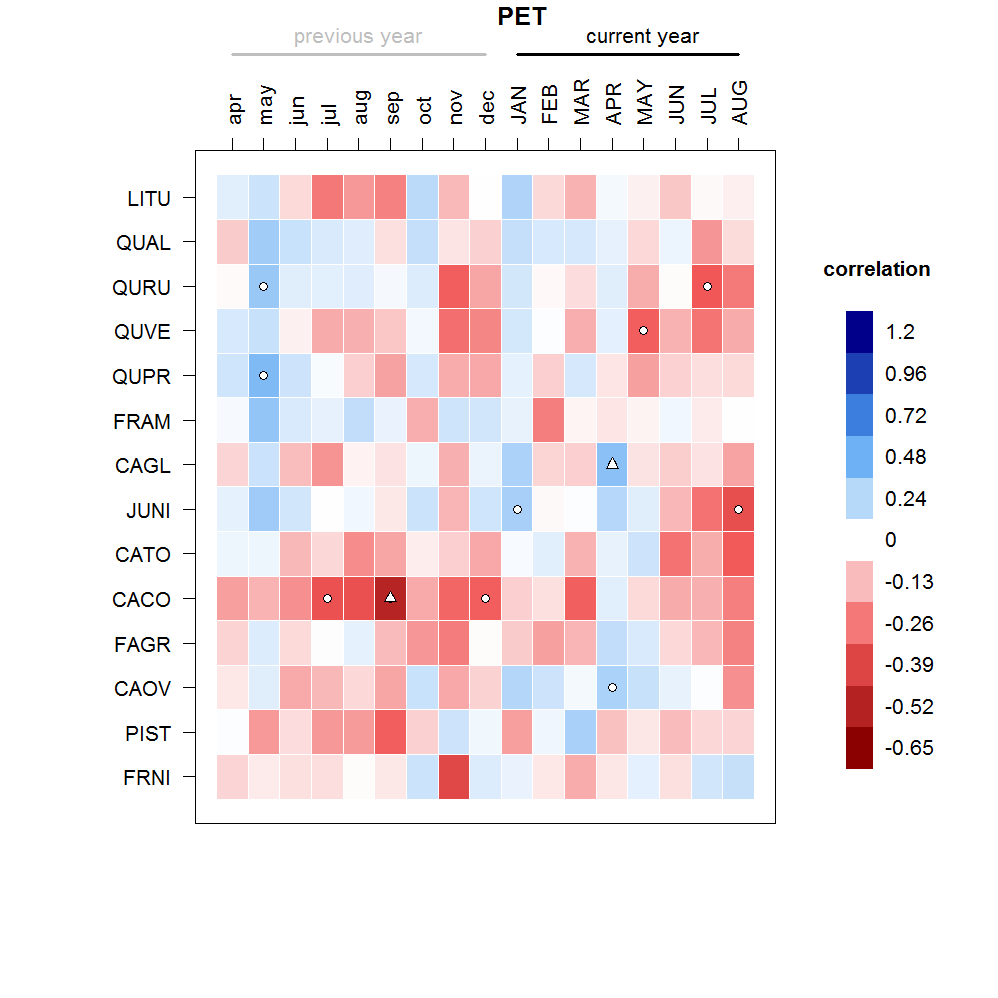 PET
previous year current year
apr may jun jul aug sep oct nov dec JAN FEB MAR APR MAY JUN JUL AUG
LITU
QUAL
QURU
QUVE
QUPR
FRAM
CAGL
JUNI
CATO
CACO
FAGR
CAOV
PIST
FRNI
correlation
1.2
0.96
0.72
0.48
0.24
0
-0.13
-0.26
-0.39
-0.52
-0.65